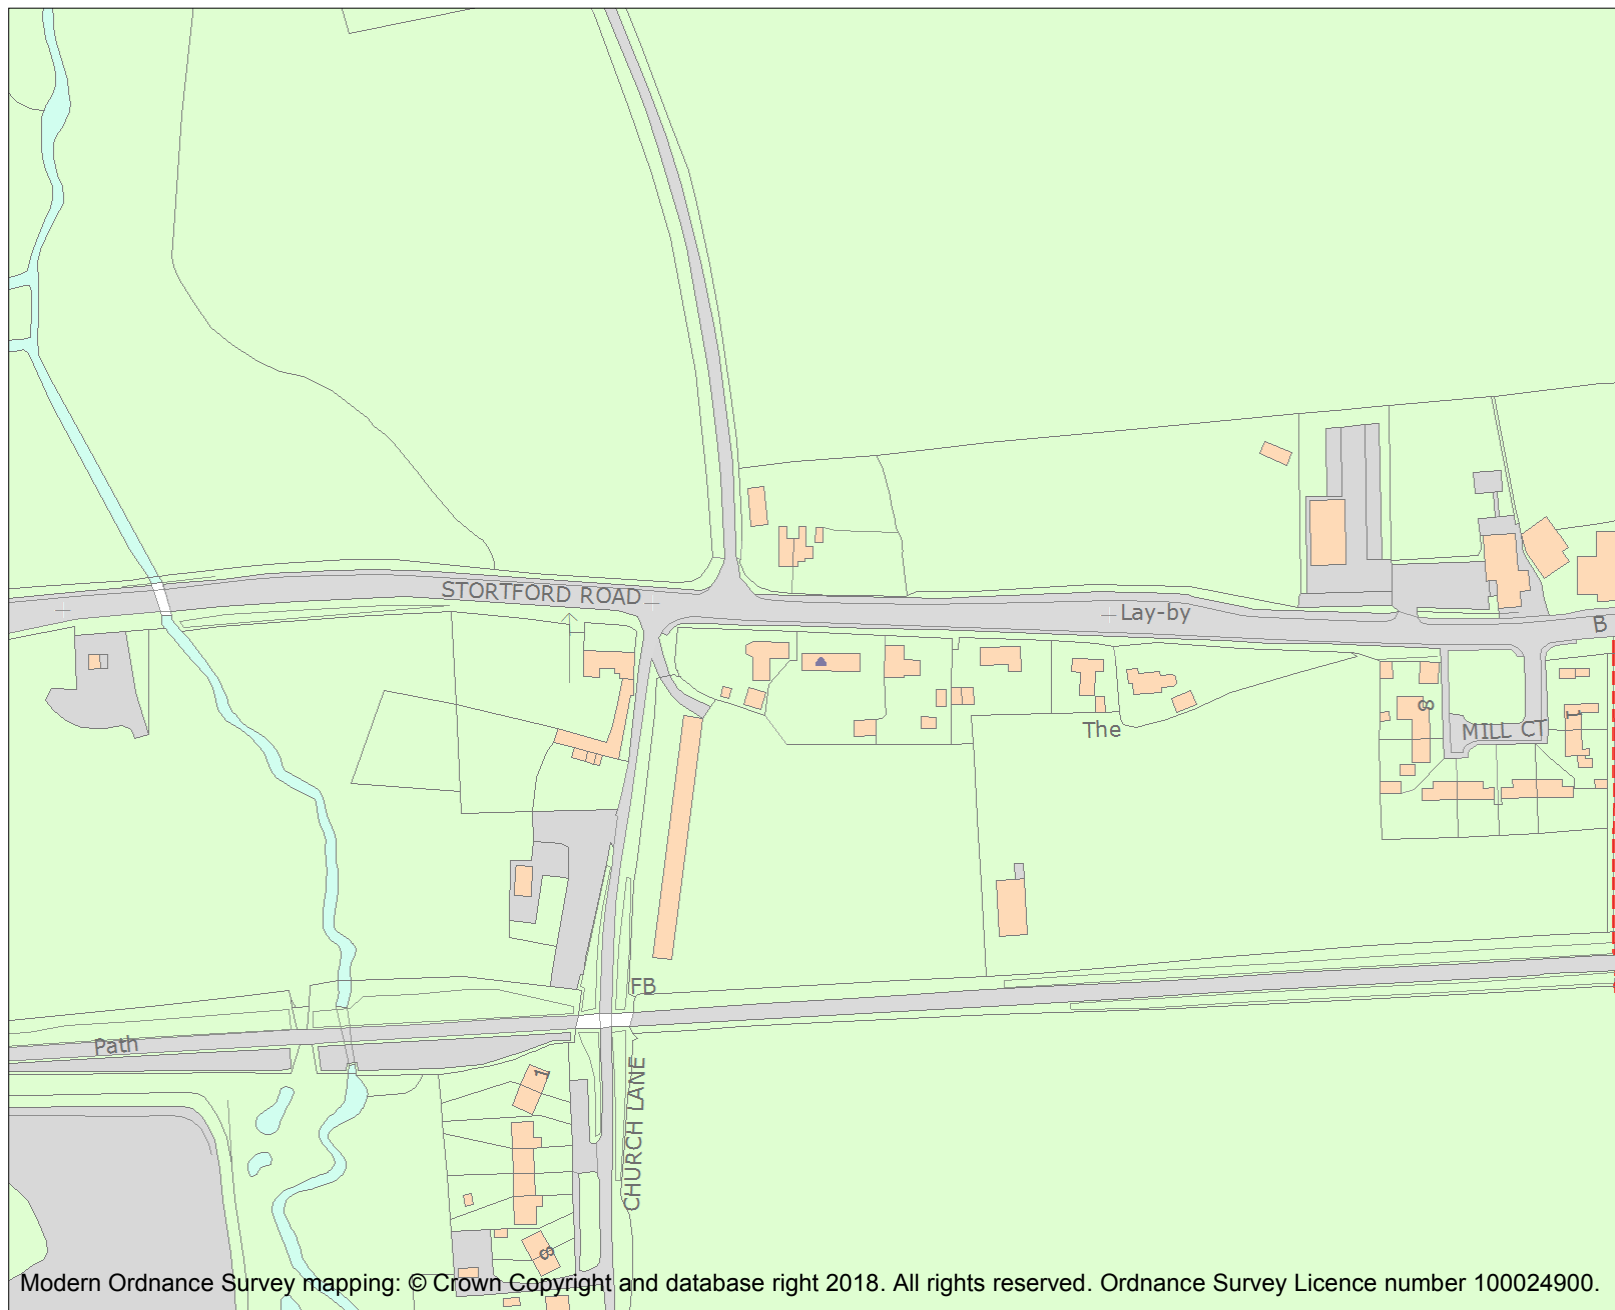 STORTFORD ROAD
Lay-by
B
The
8
MILL CT
1
FB
Path
1
CHURCH LANE
8
Modern Ordnance Survey mapping: © Crown Copyright and database right 2018. All rights reserved. Ordnance Survey Licence number 100024900.